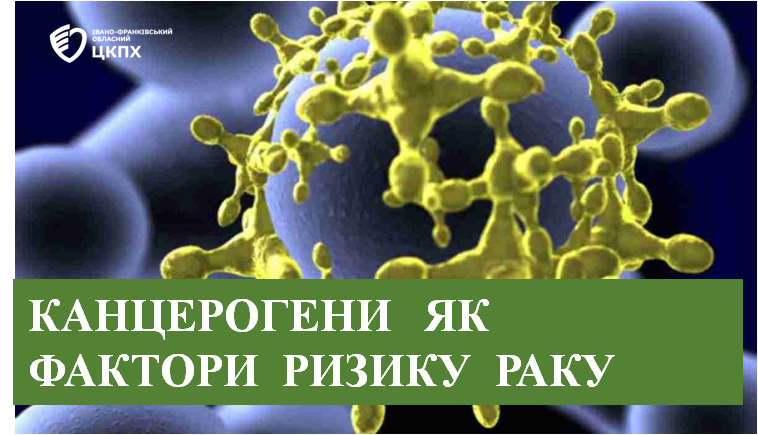 ІВАНО-ФРАНКІВСЬКИЙ
ОБЛАСНИЙ
ЦКПХ
КАНЦЕРОГЕНИ ЯК
ФАКТОРИ РИЗИКУ РАКУ